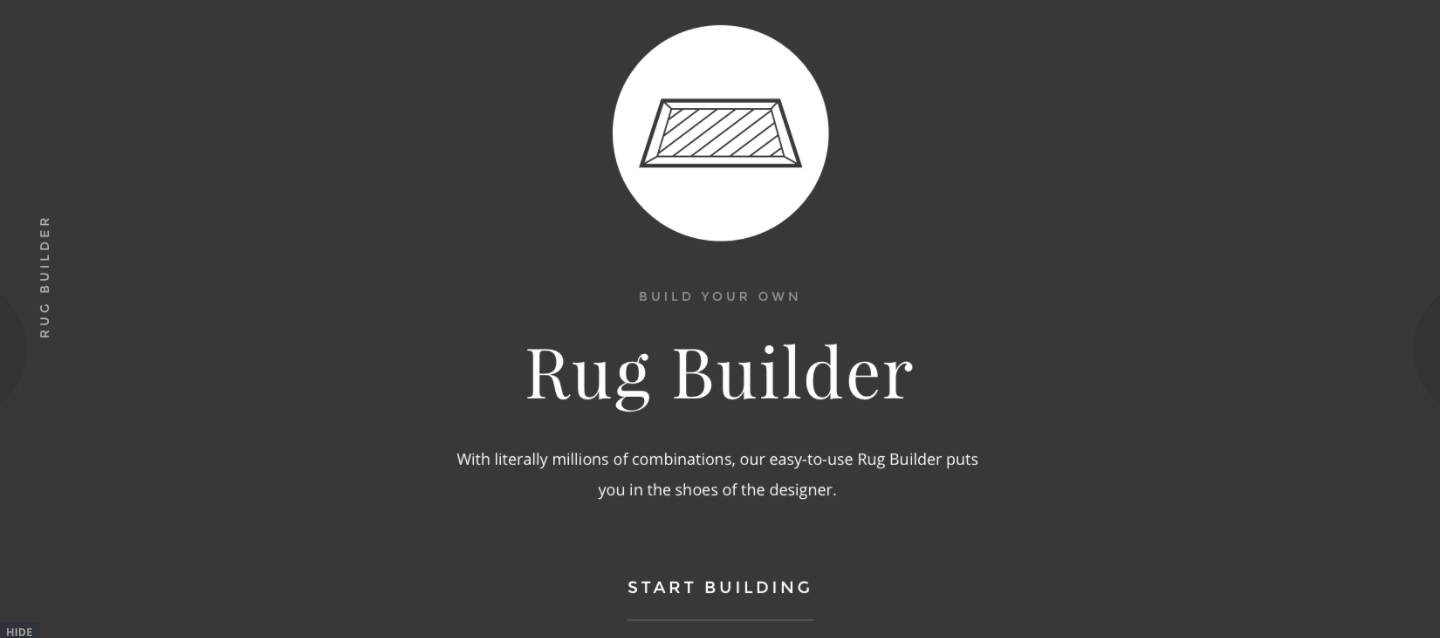 RUG BUILDER
BUILD YOUR OWN
Rug Builder
With literally millions of combinations, our easy-to-use Rug Builder puts
you in the shoes of the designer.
START BUILDING
HIDE